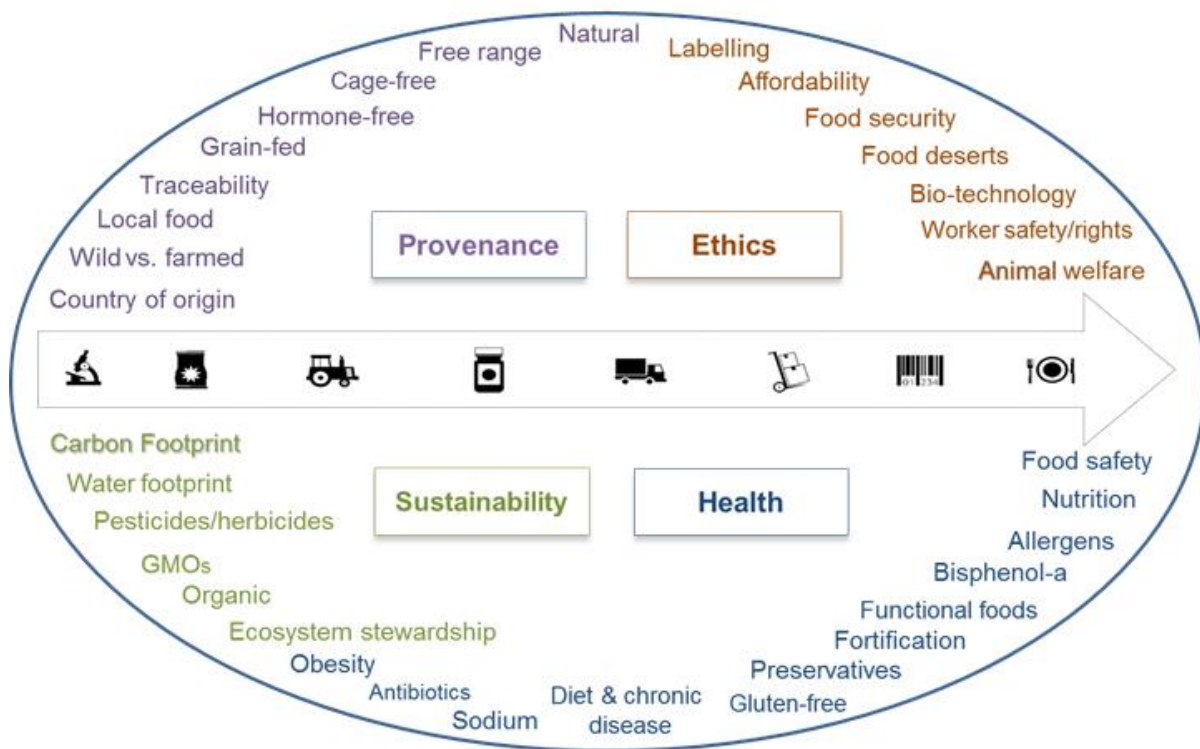 Natural
Free range
Cage-free
Hormone-free
Grain-fed
Traceability
Local food
Wild vs. farmed
Country of origin
Labelling
Affordability
Food security
Food deserts
Bio-technology
Worker safety/rights
Animal welfare
Provenance
Ethics
01 234
Carbon Footprint
Water footprint
Pesticides/herbicides
GMOs
Organic
Ecosystem stewardship
Sustainability
Health
Food safety
Nutrition
Allergens
Bisphenol-a
Functional foods
Fortification
Preservatives
Gluten-free
Diet & chronic
disease
Sodium
Antibiotics
Obesity